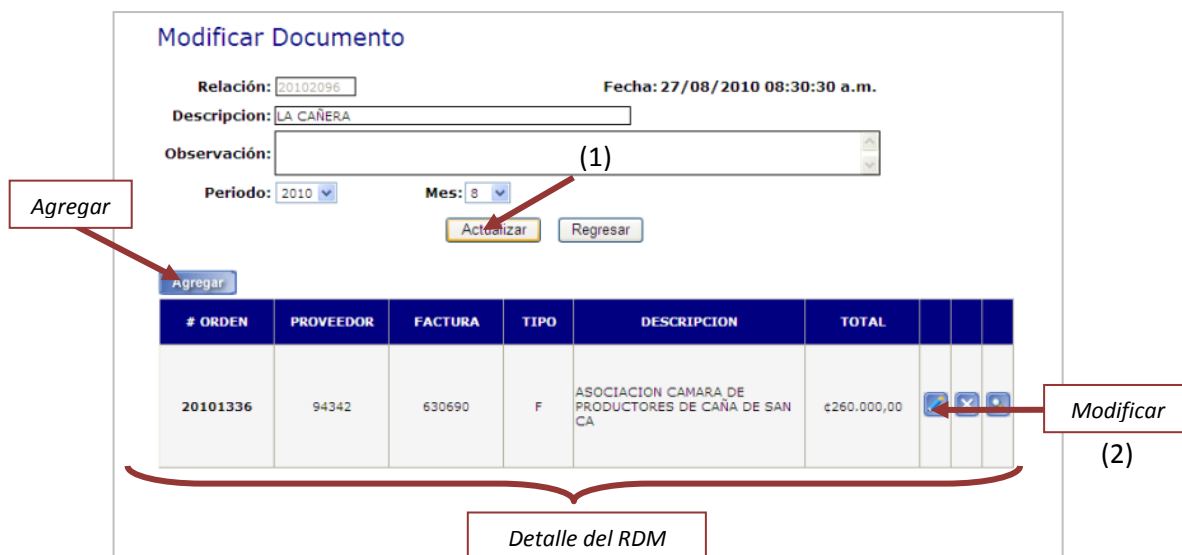 Modificar Documento
Relación: 20102096 Fecha: 27/08/2010 08:30:30 a.m.
Descripcion: LA CAÑERA
Observación:
(1)
Periodo: 2010 Mes: 8
Agregar
Actualizar Regresar
Agregar
# ORDEN PROVEEDOR FACTURA TIPO DESCRIPCION TOTAL
ASOCIACION CAMARA DE
20101336 94342 630690 F PRODUCTORES DE CAÑA DE SAN ¢260.000,00
CA
Modificar
(2)
Detalle del RDM